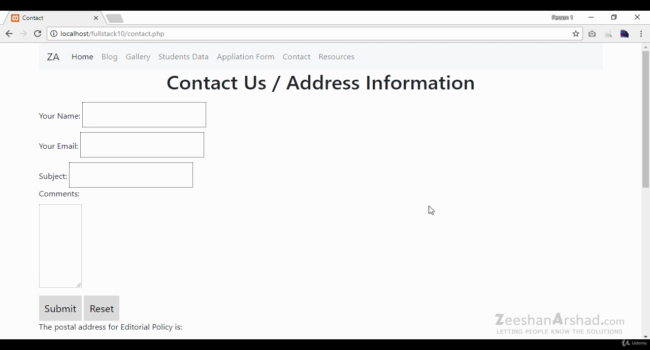 Contact
localhost/fullstack10/contact.php
ZA Home Blog Gallery Students Data Appliation Form Contact Resources
Contact Us / Address Information
Your Name:
Your Email:
Subject:
Comments:
Submit Reset
The postal address for Editorial Policy is:
ZeeshanArshad.com
LETTING PEOPLE KNOW THE SOLUTIONS
Udemy